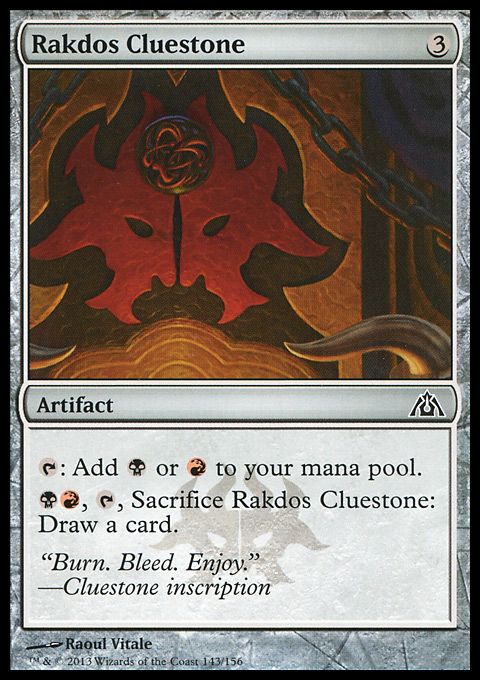 Rakdos Cluestone 3
Artifact
: Add or to your mana pool.
, , Sacrifice Rakdos Cluestone:
Draw a card.
“Burn. Bleed. Enjoy.”
—Cluestone inscription
Raoul Vitale
™ & © 2013 Wizards of the Coast 143/156